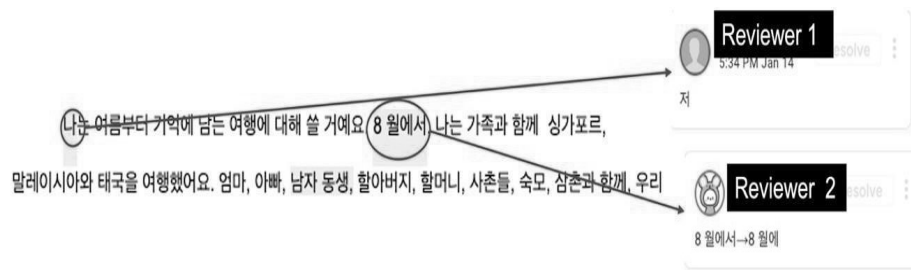 Reviewer 1
5:34 PM Jan 14
esolve
저
나는 여름부터 기억에 남는 여행에 대해 쓸 거예요. 8 월에서, 나는 가족과 함께 싱가포르,
말레이시아와 태국을 여행했어요. 엄마, 아빠, 남자 동생, 할아버지, 할머니, 사촌들, 숙모, 삼촌과 함께, 우리
Reviewer 2
esolve
8 월에서→8 월에